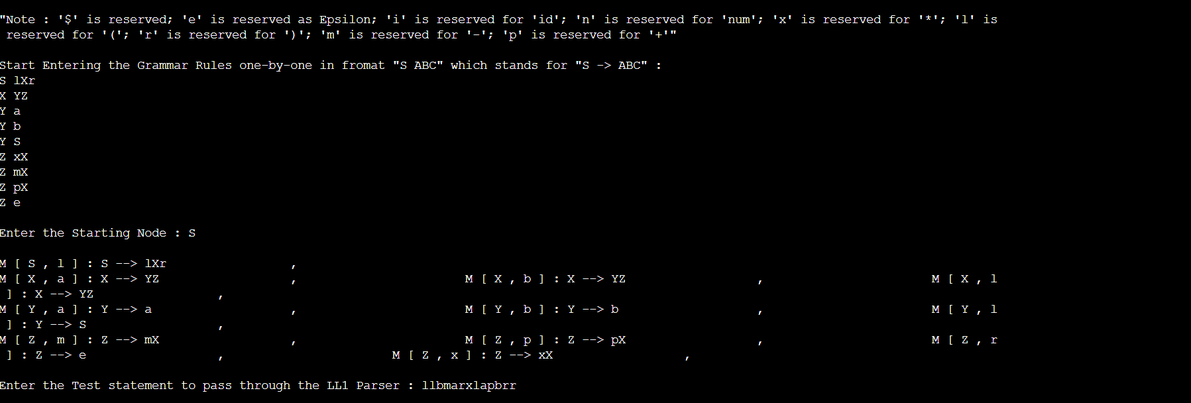 "Note : '$' is reserved; 'e' is reserved as Epsilon; 'i' is reserved for 'id'; 'n' is reserved for 'num'; 'x' is reserved for '*'; 'l' is
reserved for '('; 'r' is reserved for ')'; 'm' is reserved for '-'; 'p' is reserved for '+'"
Start Entering the Grammar Rules one-by-one in fromat "S ABC" which stands for "S -> ABC" :
S lXr
X YZ
Y a
Y b
Y S
Z xX
Z mX
Z pX
Z e
Enter the Starting Node : S
M [ S , l ] : S --> lXr ,
M [ X , a ] : X --> YZ , M [ X , b ] : X --> YZ , M [ X , l
] : X --> YZ ,
M [ Y , a ] : Y --> a , M [ Y , b ] : Y --> b , M [ Y , l
] : Y --> S ,
M [ Z , m ] : Z --> mX , M [ Z , p ] : Z --> pX , M [ Z , r
] : Z --> e , M [ Z , x ] : Z --> xX ,
Enter the Test statement to pass through the LL1 Parser : llbmarxlapbrr